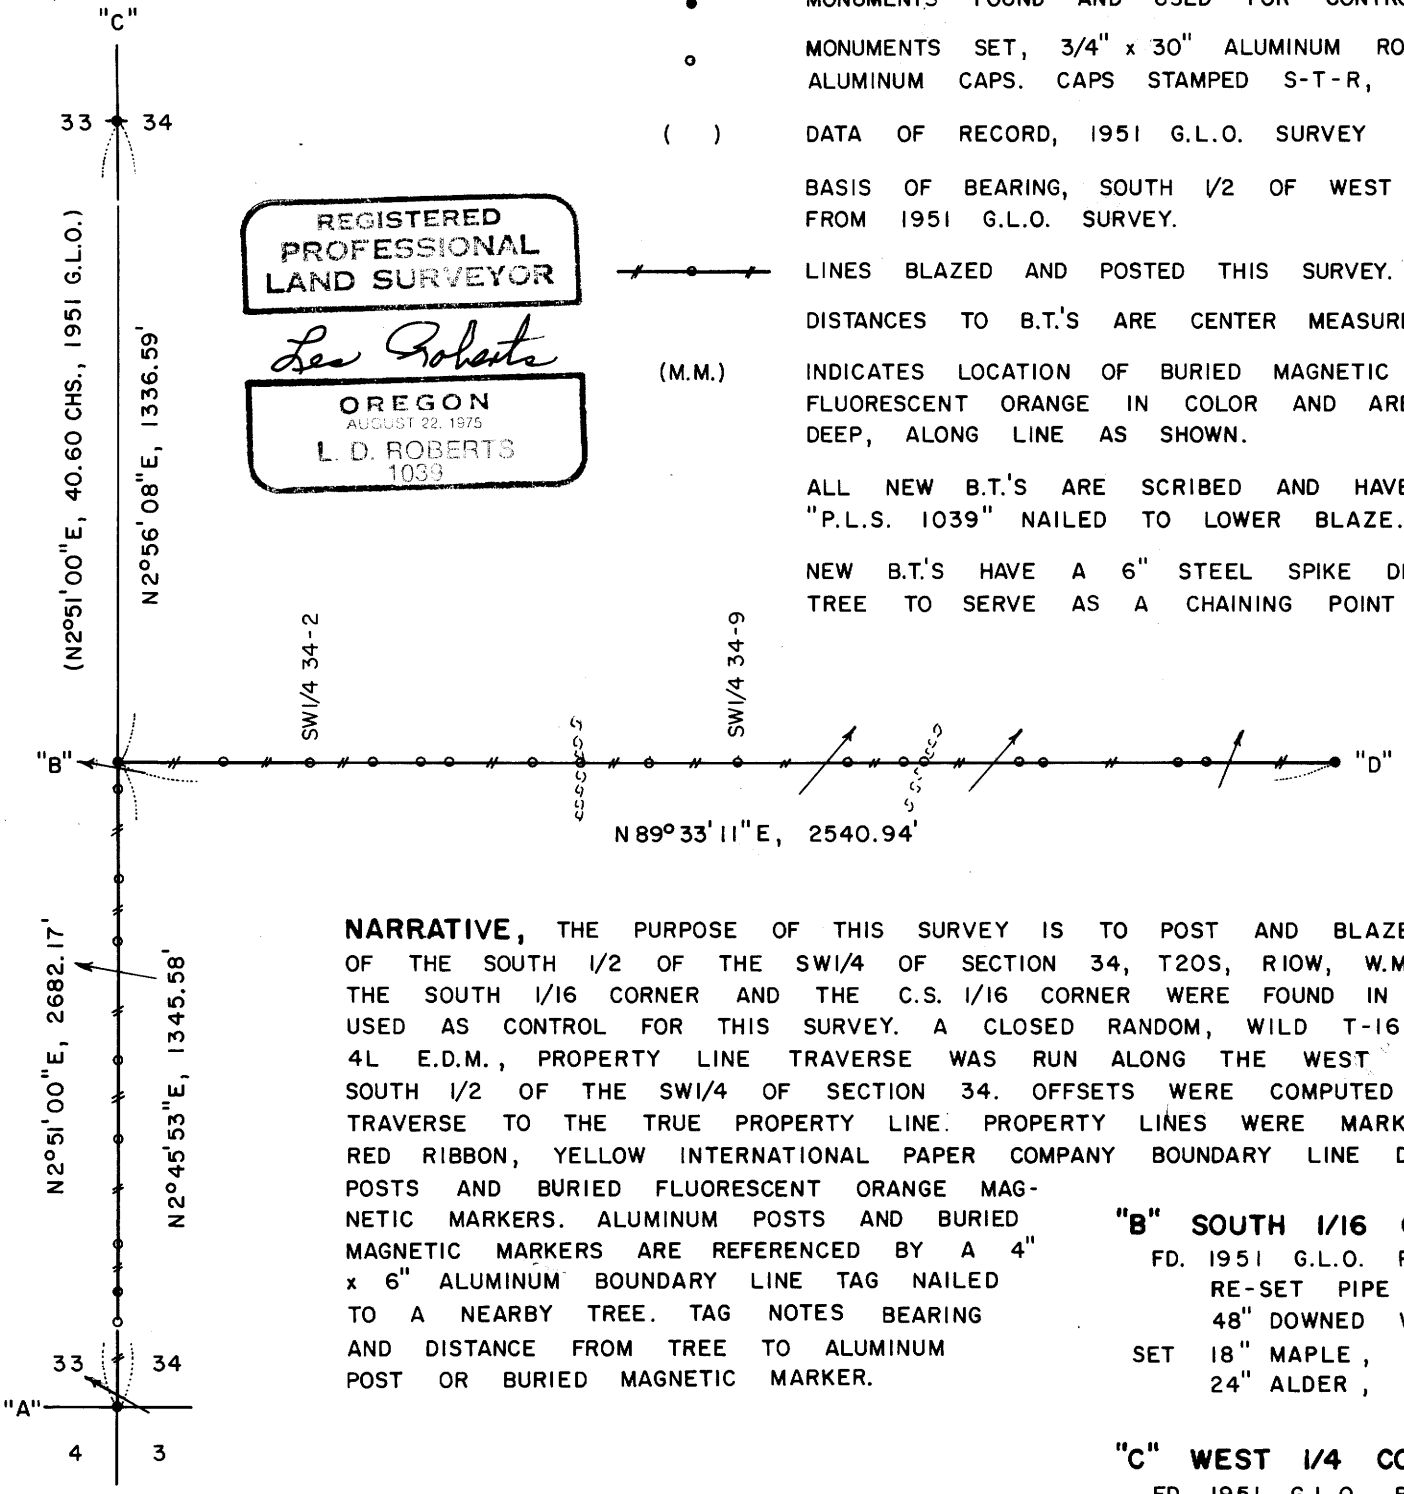 "C"
MONUMENTS FOUND AND USED FOR
MONUMENTS SET, 3/4" x 30" ALUMINUM
ALUMINUM CAPS. CAPS STAMPED S-T-R,
33 34
( ) DATA OF RECORD, 1951 G.L.O. SURVEY
BASIS OF BEARING, SOUTH 1/2 OF WEST
FROM 1951 G.L.O. SURVEY.
REGISTERED
PROFESSIONAL
LAND SURVEYOR
Les Roberts
OREGON
AUGUST 22, 1975
L. D. ROBERTS
1039
LINES BLAZED AND POSTED THIS SURVEY.
DISTANCES TO B.T.'S ARE CENTER
(M.M.) INDICATES LOCATION OF BURIED MAGNETIC
FLUORESCENT ORANGE IN COLOR AND
DEEP, ALONG LINE AS SHOWN.
ALL NEW B.T.'S ARE SCRIBED AND
"P.L.S. 1039" NAILED TO LOWER BLAZE.
NEW B.T.'S HAVE A 6" STEEL SPIKE
TREE TO SERVE AS A CHAINING POINT
(N2°51'00"E, 40.60 CHS., 1951 G.L.O.)
N2°56'08"E, 1336.59'
SW1/4 34-2
SW1/4 34-9
"B"
"D"
N89°33'11"E, 2540.94'
N2°51'00"E, 2682.17'
N2°45'53"E, 1345.58'
NARRATIVE, THE PURPOSE OF THIS SURVEY IS TO POST AND
OF THE SOUTH 1/2 OF THE SW1/4 OF SECTION 34, T20S, R10W, W.M
THE SOUTH 1/16 CORNER AND THE C.S. 1/16 CORNER WERE FOUND IN
USED AS CONTROL FOR THIS SURVEY. A CLOSED RANDOM, WILD T-16
4L E.D.M., PROPERTY LINE TRAVERSE WAS RUN ALONG THE WEST
SOUTH 1/2 OF THE SW1/4 OF SECTION 34. OFFSETS WERE COMPUTED
TRAVERSE TO THE TRUE PROPERTY LINE. PROPERTY LINES WERE
RED RIBBON, YELLOW INTERNATIONAL PAPER COMPANY BOUNDARY LINE
POSTS AND BURIED FLUORESCENT ORANGE MAG-
NETIC MARKERS. ALUMINUM POSTS AND BURIED
MAGNETIC MARKERS ARE REFERENCED BY A 4"
x 6" ALUMINUM BOUNDARY LINE TAG NAILED
TO A NEARBY TREE. TAG NOTES BEARING
AND DISTANCE FROM TREE TO ALUMINUM
POST OR BURIED MAGNETIC MARKER.
"B" SOUTH 1/16
FD. 1951 G.L.O.
RE-SET PIPE
48" DOWNED
SET 18" MAPLE,
24" ALDER,
33 34
"A"
4 3
"C" WEST 1/4
FD. 1951 G.L.O.